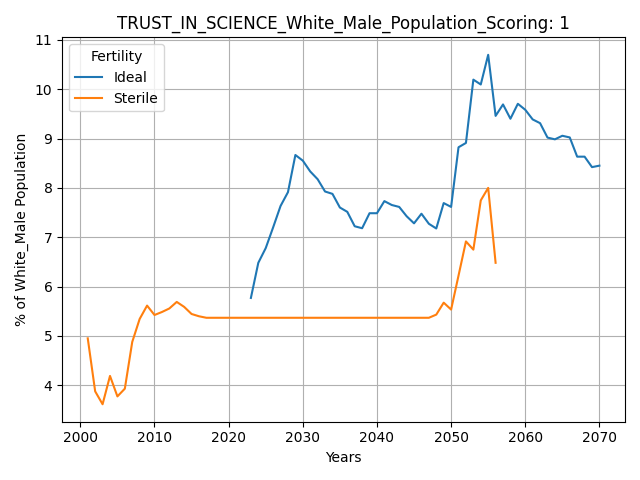 TRUST_IN_SCIENCE_White_Male_Population_Scoring: 1
11
10
9
8
7
6
5
4
% of White_Male Population
Fertility
Ideal
Sterile
2000 2010 2020 2030 2040 2050 2060 2070
Years